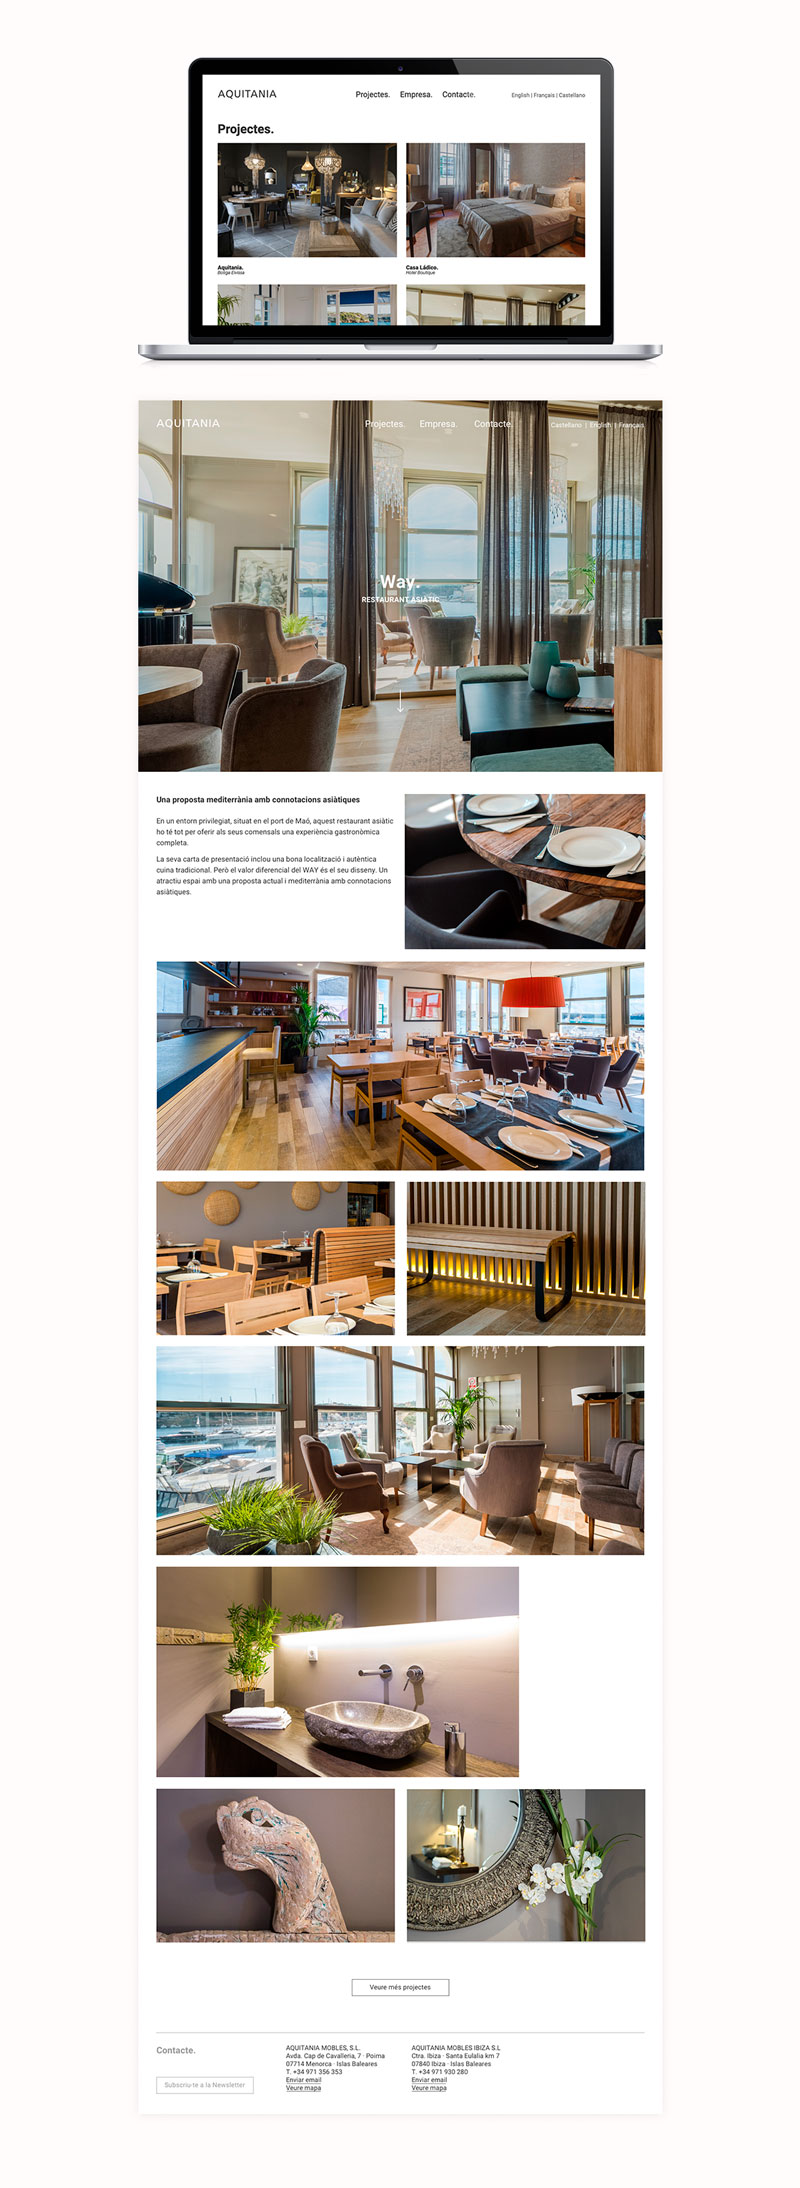 AQUITANIA
Projectes. Empresa. Contacte.
English | Français | Castellano
Projectes.
Aquitania.
Botiga Eivissa
Casa Ládico.
Hotel Boutique
AQUITANIA
Projectes. Empresa. Contacte.
Castellano | English | Français
Way.
RESTAURANT ASIÀTIC
Una proposta mediterrània amb connotacions asiàtiques
En un entorn privilegiat, situat en el port de Maó, aquest restaurant asiàtic
ho té tot per oferir als seus comensals una experiència gastronòmica
completa.
La seva carta de presentació inclou una bona localització i autèntica
cuina tradicional. Però el valor diferencial del WAY és el seu disseny. Un
atractiu espai amb una proposta actual i mediterrània amb connotacions
asiàtiques.
Veure més projectes
Contacte.
Subscriu-te a la Newsletter
AQUITANIA MOBLES, S.L.
Avda. Cap de Cavalleria, 7 · Poima
07714 Menorca · Islas Baleares
T. +34 971 356 353
Enviar email
Veure mapa
AQUITANIA MOBLES IBIZA S.L
Ctra. Ibiza · Santa Eulalia km 7
07840 Ibiza · Islas Baleares
T. +34 971 930 280
Enviar email
Veure mapa